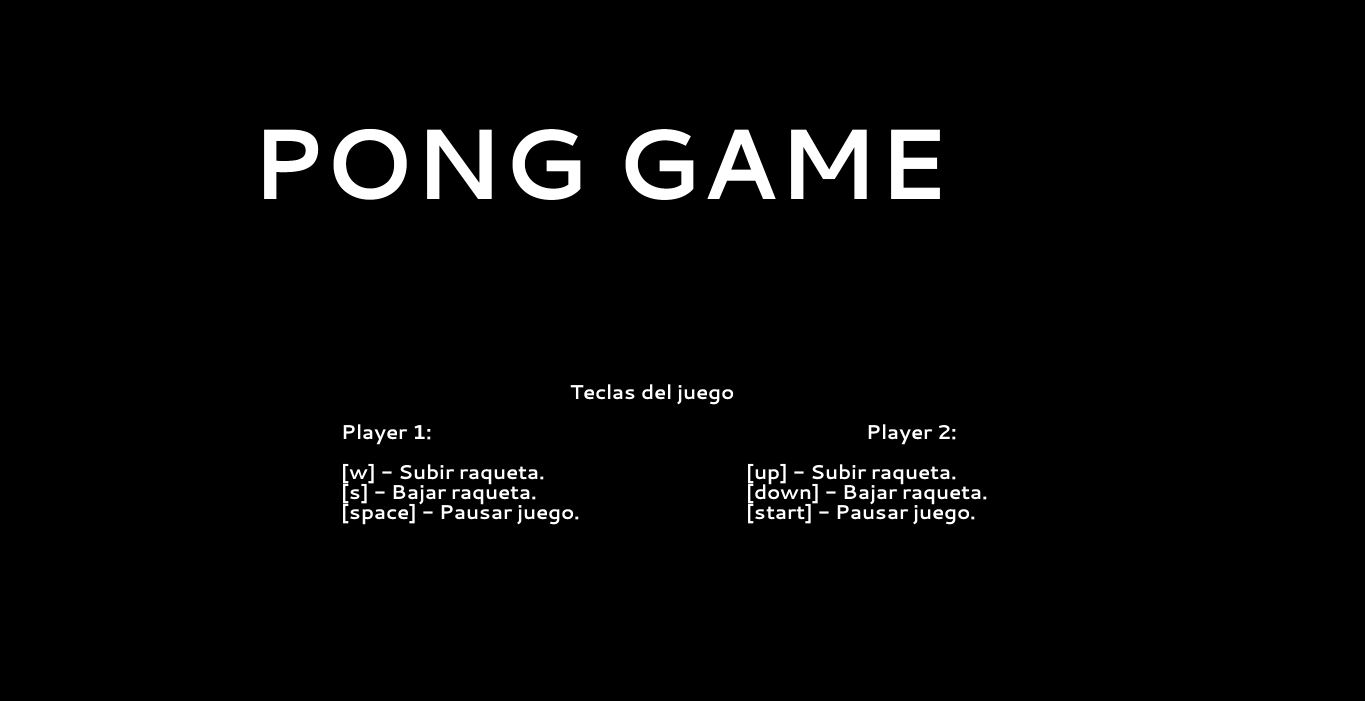 PONG GAME
Teclas del juego
Player 1:
Player 2:
[w] - Subir raqueta.
[s] - Bajar raqueta.
[space] - Pausar juego.
[up] - Subir raqueta.
[down] - Bajar raqueta.
[start] - Pausar juego.